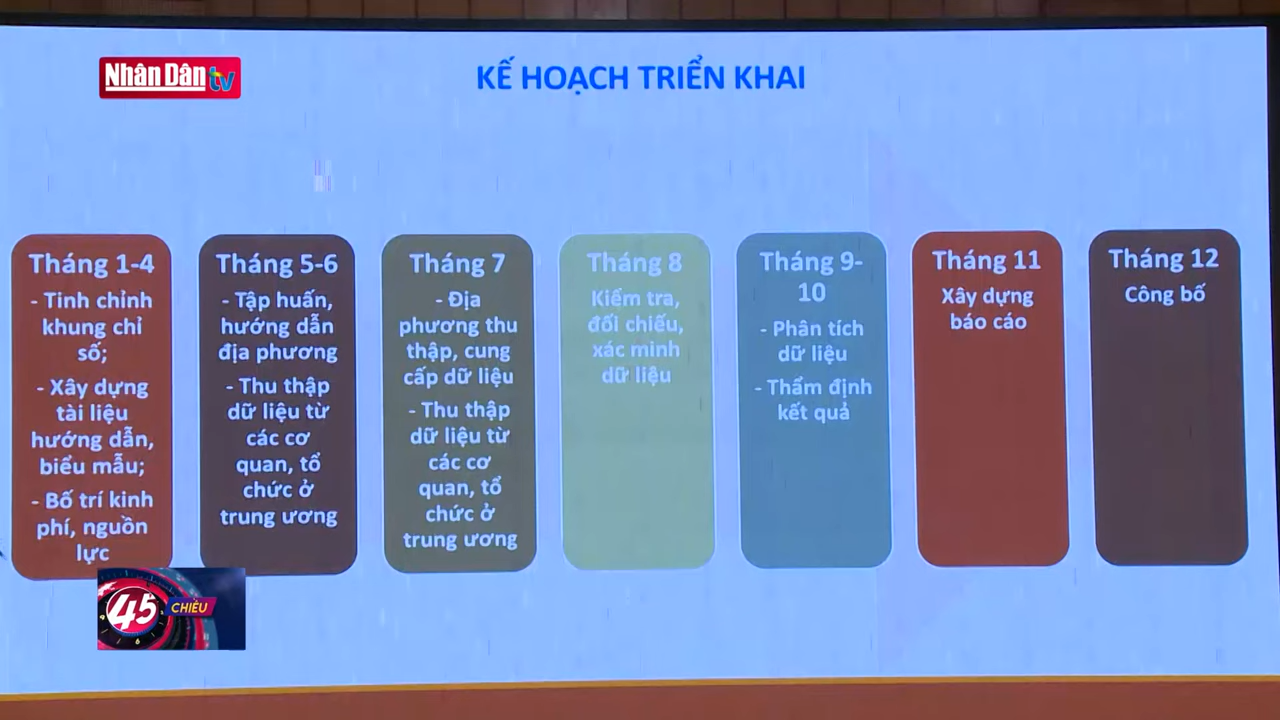 Nhân Dân tv
KẾ HOẠCH TRIỂN KHAI
Tháng 1-4
- Tinh chỉnh
khung chỉ
số;
- Xây dựng
tài liệu
hướng dẫn,
biểu mẫu;
- Bố trí kinh
phí, nguồn
lực
Tháng 5-6
- Tập huấn,
hướng dẫn
địa phương
- Thu thập
dữ liệu từ
các cơ
quan, tổ
chức ở
trung ương
Tháng 7
- Địa
phương thu
thập, cung
cấp dữ liệu
- Thu thập
dữ liệu từ
các cơ
quan, tổ
chức ở
trung ương
Tháng 8
Kiểm tra,
đối chiếu,
xác minh
dữ liệu
Tháng 9-
10
- Phân tích
dữ liệu
- Thẩm định
kết quả
Tháng 11
Xây dựng
báo cáo
Tháng 12
Công bố
45 CHIỀU